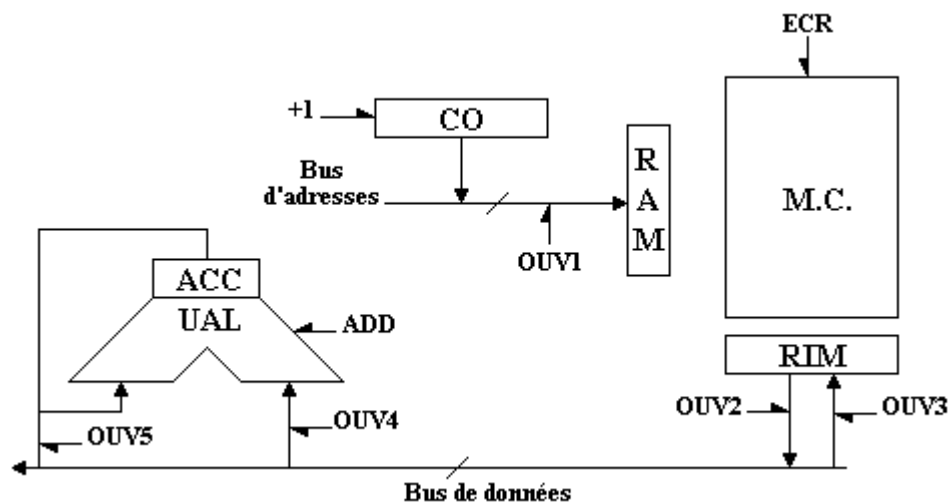 ECR
+1
CO
Bus
d'adresses
R
A
M
M.C.
OUV1
ACC
UAL
ADD
RIM
OUV2
OUV3
OUV4
OUV5
Bus de données